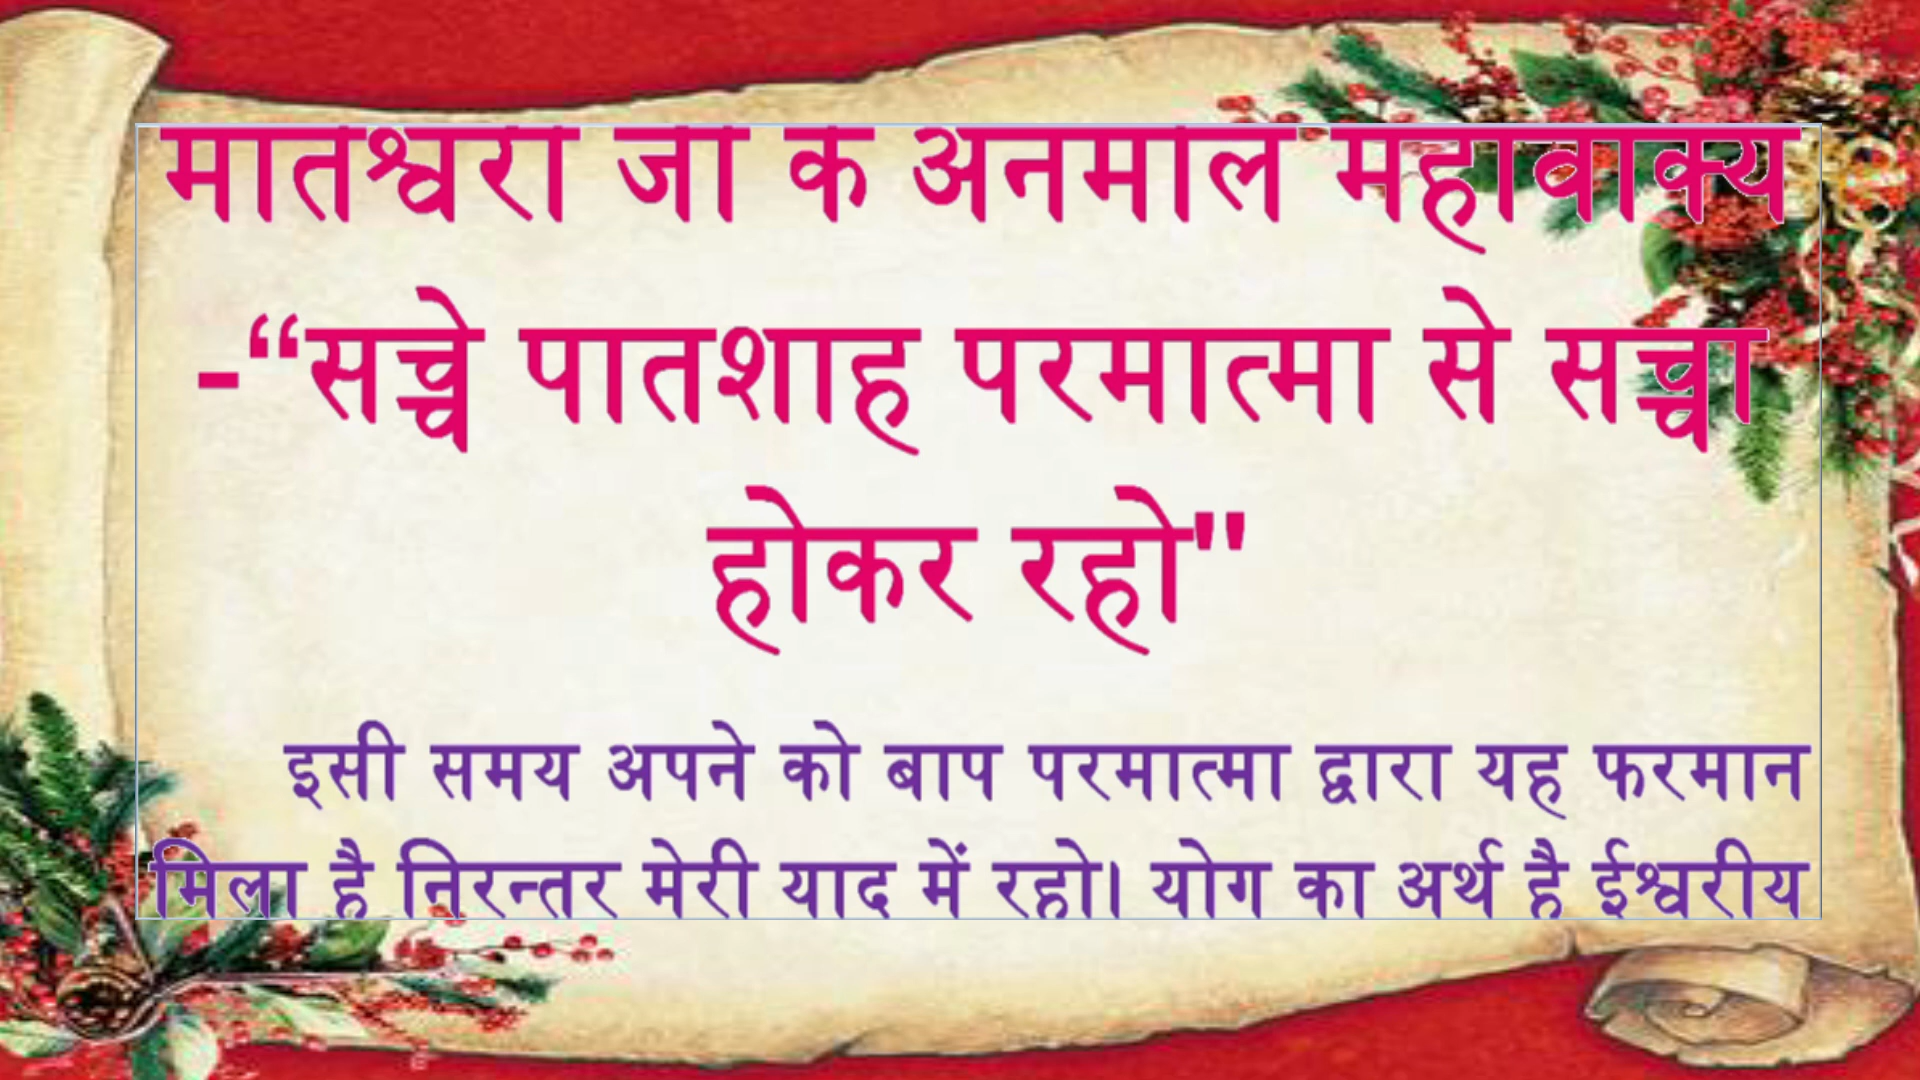 मातेश्वरी जी के अनमोल महावाक्य
-“सच्चे पातशाह परमात्मा से सच्चा
होकर रहो"
इसी समय अपने को बाप परमात्मा द्वारा यह फरमान
मिला है निरन्तर मेरी याद में रहो। योग का अर्थ है ईश्वरीय